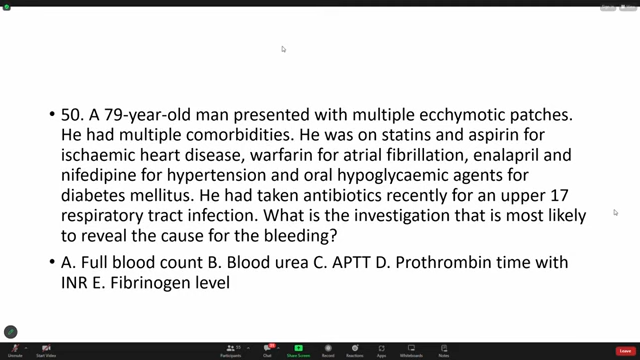 • 50. A 79-year-old man presented with multiple ecchymotic patches.
He had multiple comorbidities. He was on statins and aspirin for
ischaemic heart disease, warfarin for atrial fibrillation, enalapril and
nifedipine for hypertension and oral hypoglycaemic agents for
diabetes mellitus. He had taken antibiotics recently for an upper 17
respiratory tract infection. What is the investigation that is most likely
to reveal the cause for the bleeding?
• A. Full blood count B. Blood urea C. APTT D. Prothrombin time with
INR E. Fibrinogen level
Unmute Start Video Participants Chat Share Screen Record Reactions Apps Whiteboards Notes Leave